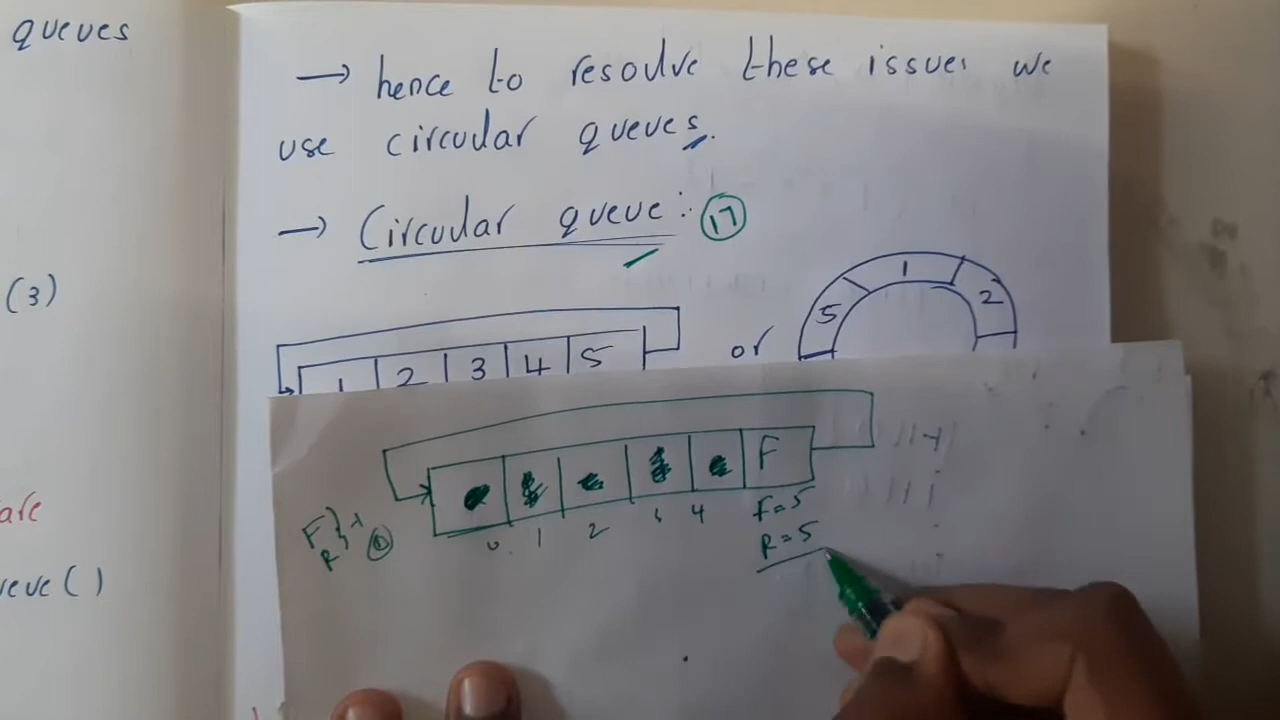 queues
→ hence to resolve these issues we
use circular queues.
→ Circular queue: 17
(3)
1 2 3 4 5
or
5 1 2
F
0 1 2 3 4
F
R
f=5
R=5
eue()